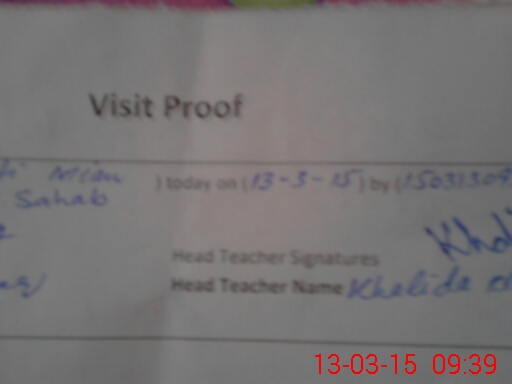 Visit Proof
Mian ) today on ( 13-3-15 ) by (
Sahab
Head Teacher Signatures
Head Teacher Name Khalida
13-03-15 09:39